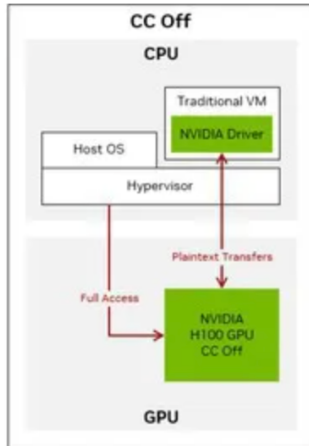 CC Off
CPU
Traditional VM
NVIDIA Driver
Host OS
Hypervisor
Plaintext Transfers
Full Access
NVIDIA
H100 GPU
CC Off
GPU